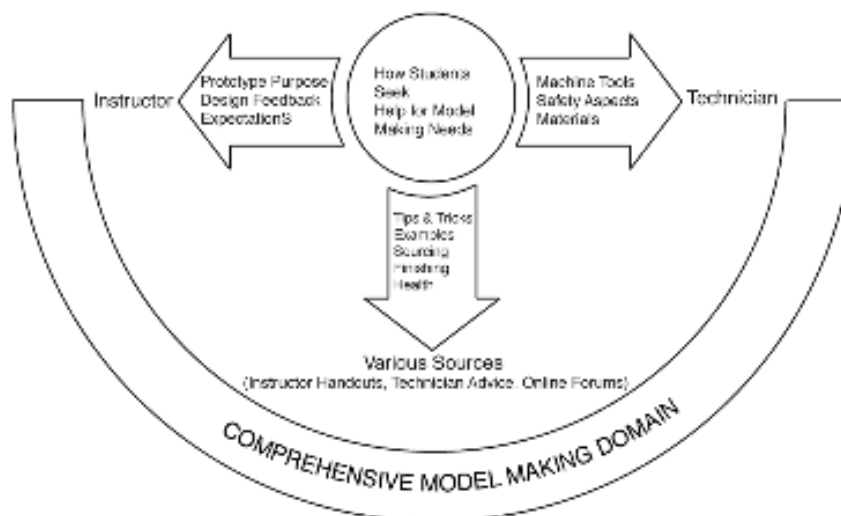 How Students
Seek
Help for Model
Making Needs
Instructor
Prototype Purpose
Design Feedback
ExpectationS
Machine Tools
Safety Aspects
Materials
Technician
Tips & Tricks
Examples
Sourcing
Finishing
Health
Various Sources
(Instructor Handouts, Technician Advice, Online Forums)
COMPREHENSIVE MODEL MAKING DOMAIN